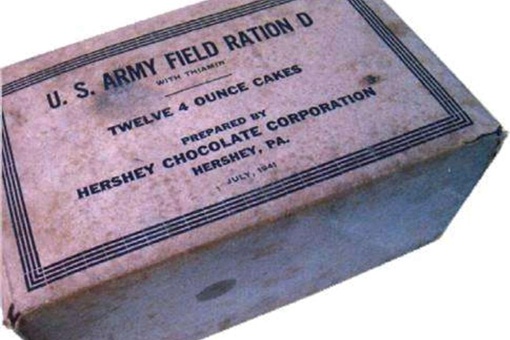 U. S. ARMY FIELD RATION D
WITH THIAMIN
TWELVE 4 OUNCE CAKES
PREPARED BY
HERSHEY CHOCOLATE CORPORATION
HERSHEY, PA.
JULY, 1941